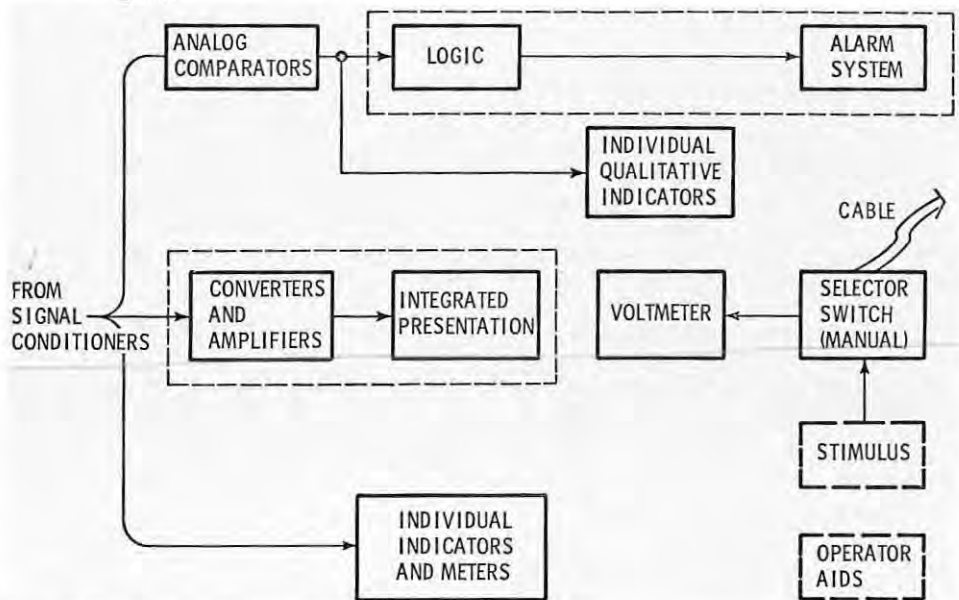 ANALOG
COMPARATORS
LOGIC
ALARM
SYSTEM
INDIVIDUAL
QUALITATIVE
INDICATORS
CABLE
FROM
SIGNAL
CONDITIONERS
CONVERTERS
AND
AMPLIFIERS
INTEGRATED
PRESENTATION
VOLTMETER
SELECTOR
SWITCH
(MANUAL)
STIMULUS
INDIVIDUAL
INDICATORS
AND METERS
OPERATOR
AIDS